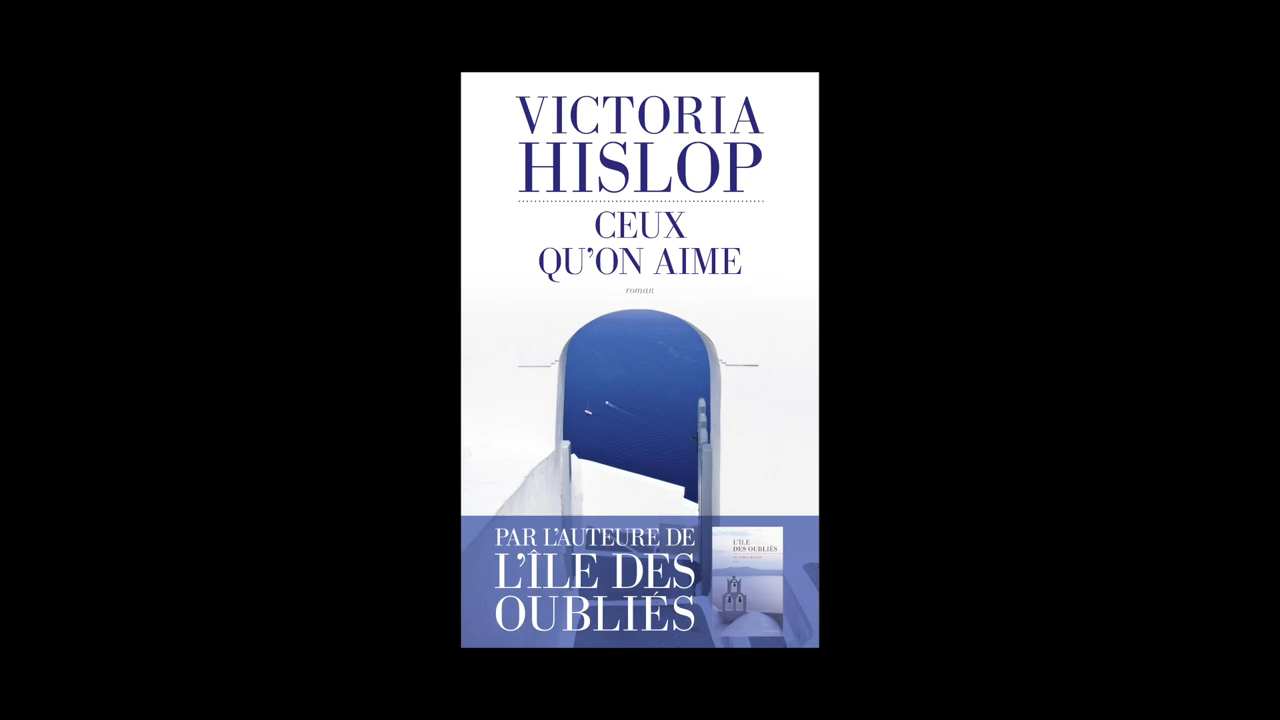 VICTORIA
HISLOP
CEUX
QU'ON AIME
roman
PAR L'AUTEURE DE
L'ÎLE DES
OUBLIÉS
L'ÎLE
DES OUBLIÉS